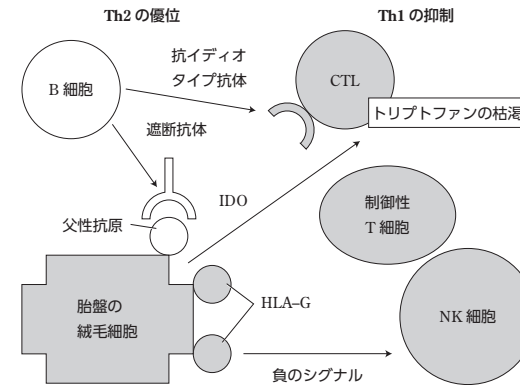 Th2 の優位
Th1 の抑制
抗イディオ
タイプ抗体
CTL
B 細胞
トリプトファンの枯渇
遮断抗体
IDO
制御性
T 細胞
父性抗原
胎盤の
絨毛細胞
HLA–G
NK 細胞
負のシグナル